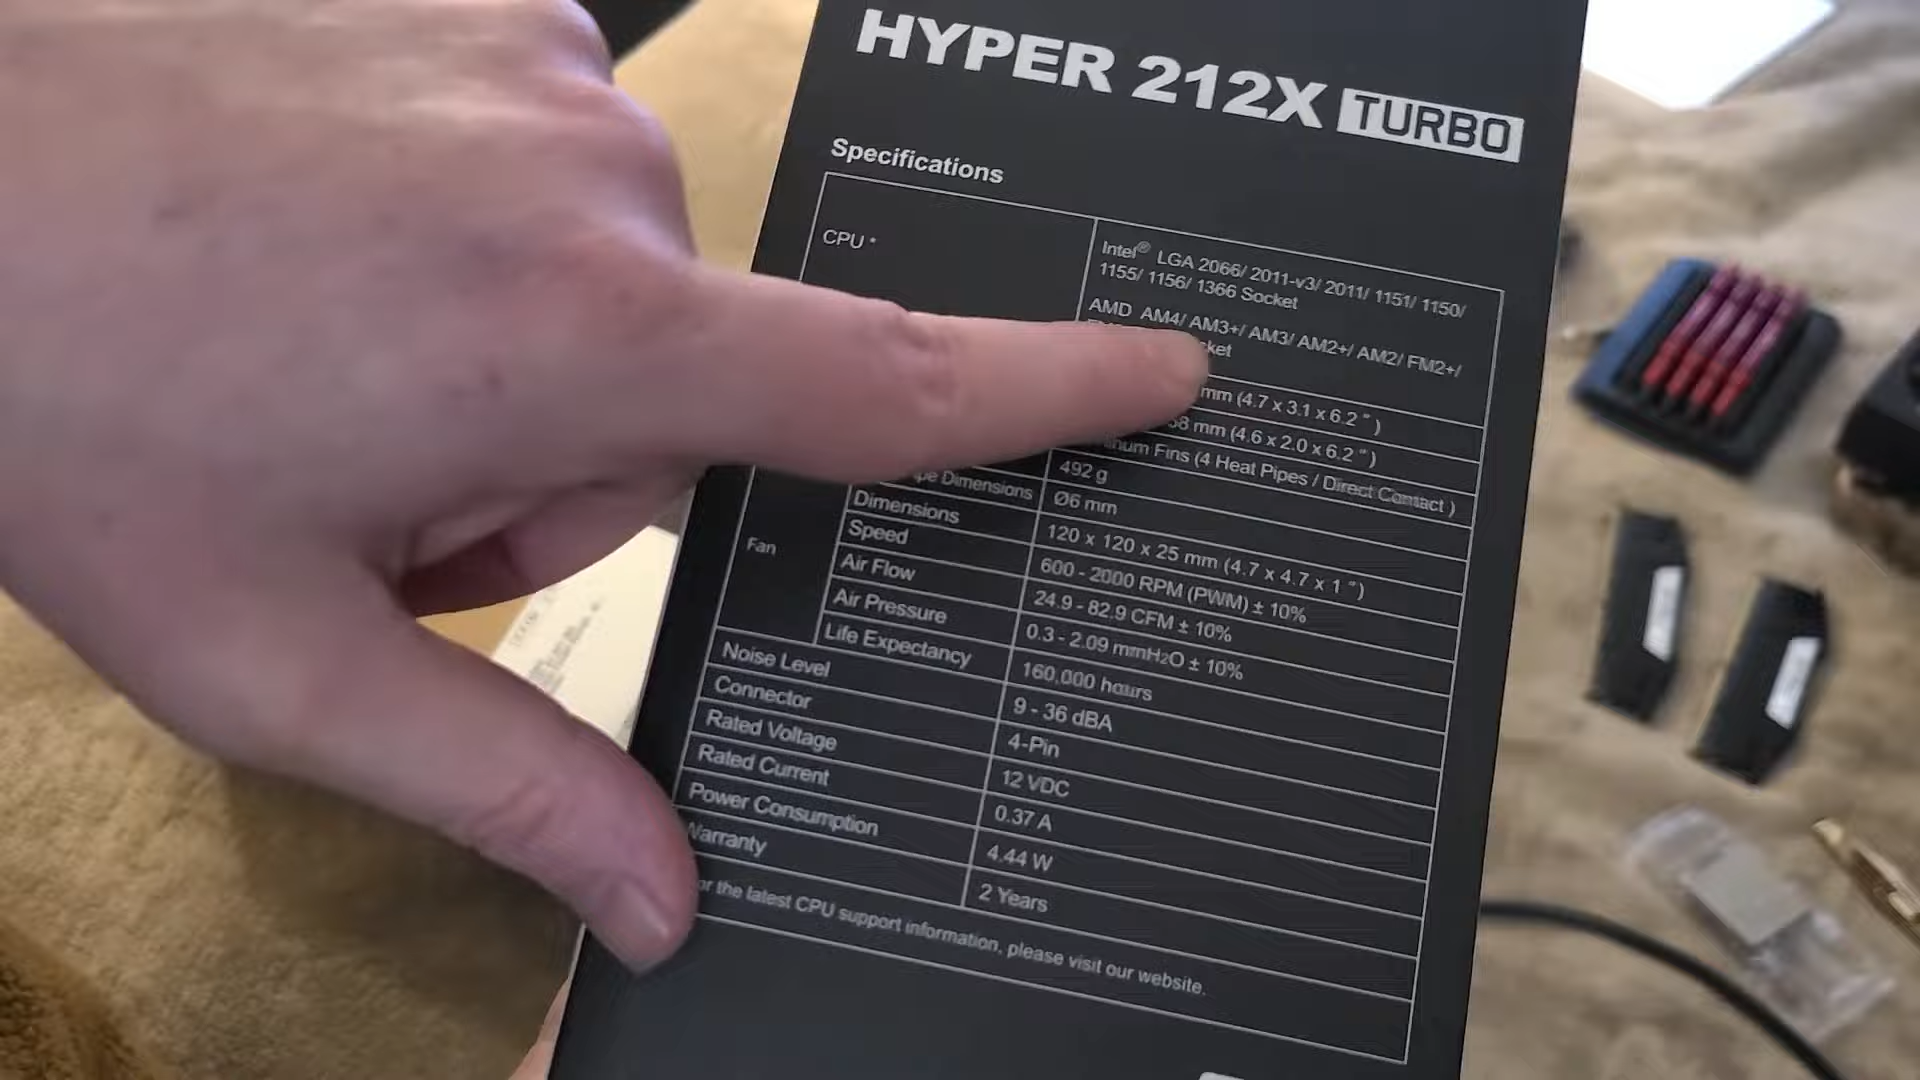 HYPER 212X TURBO
Specifications
CPU *
Intel® LGA 2066/ 2011-v3/ 2011/ 1151/ 1150/
1155/ 1156/ 1366 Socket
AMD AM4/ AM3+/ AM3/ AM2+/ AM2/ FM2+/
mm (4.7 x 3.1 x 6.2 ")
mm (4.6 x 2.0 x 6.2 ")
Fins (4 Heat Pipes / Direct Contact )
492 g
Dimensions Ø6 mm
Fan
Dimensions 120 x 120 x 25 mm (4.7 x 4.7 x 1 ")
Speed 600 - 2000 RPM (PWM) ± 10%
Air Flow 24.9 - 82.9 CFM ± 10%
Air Pressure 0.3 - 2.09 mmH2O ± 10%
Life Expectancy 160,000 hours
Noise Level 9 - 36 dBA
Connector 4-Pin
Rated Voltage 12 VDC
Rated Current 0.37 A
Power Consumption 4.44 W
Warranty 2 Years
the latest CPU support information, please visit our website.